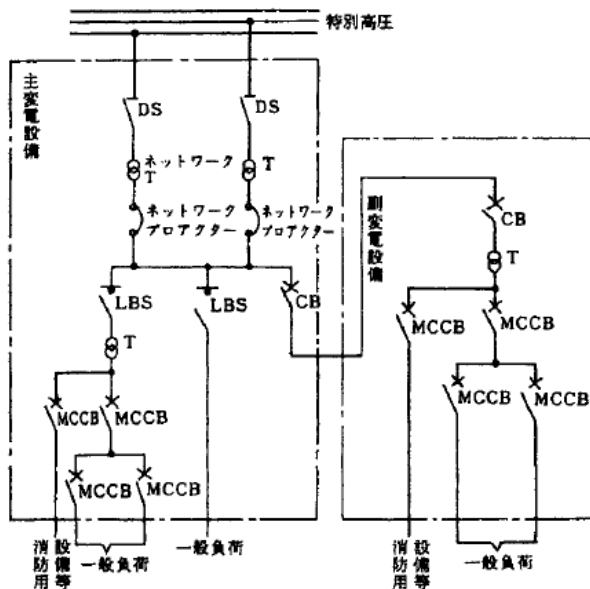 特別高圧
主変電設備
DS
DS
ネットワーク
T
T
ネットワーク
プロアクター
ネットワーク
プロアクター
副変電設備
CB
T
LBS
LBS
CB
T
MCCB
MCCB
MCCB
MCCB
MCCB
MCCB
MCCB
MCCB
消防用
設備等
一般負荷
一般負荷
消防用
設備等
一般負荷